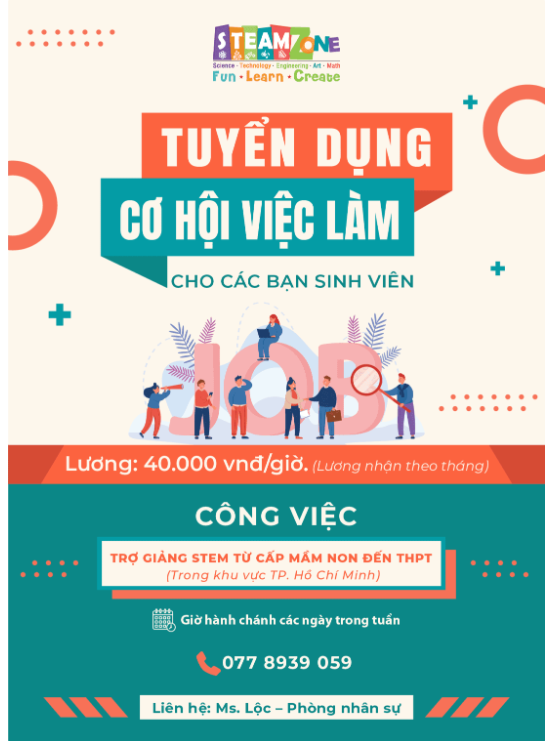 STEAMZONE
Science - Technology - Engineering - Art - Math
Fun • Learn • Create
TUYỂN DỤNG
CƠ HỘI VIỆC LÀM
CHO CÁC BẠN SINH VIÊN
JOB
Lương: 40.000 vnđ/giờ. (Lương nhận theo tháng)
CÔNG VIỆC
TRỢ GIẢNG STEM TỪ CẤP MẦM NON ĐẾN THPT
(Trong khu vực TP. Hồ Chí Minh)
Giờ hành chánh các ngày trong tuần
077 8939 059
Liên hệ: Ms. Lộc – Phòng nhân sự